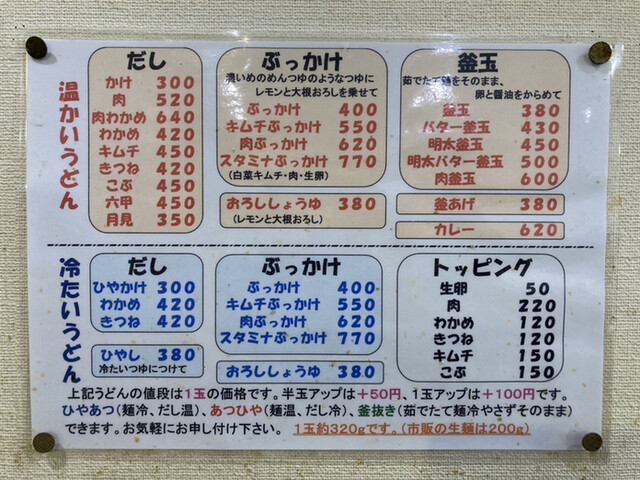 温かいうどん
だし
かけ 300
肉 520
肉わかめ 640
わかめ 420
キムチ 450
きつね 420
こぶ 450
六甲 450
月見 350
ぶっかけ
濃いめのめんつゆのようなつゆに
レモンと大根おろしを乗せて
ぶっかけ 400
キムチぶっかけ 550
肉ぶっかけ 620
スタミナぶっかけ 770
(白菜キムチ・肉・生卵)
おろししょうゆ 380
(レモンと大根おろし)
釜玉
茹でたて麺をそのまま、
卵と醤油をからめて
釜玉 380
バター釜玉 430
明太釜玉 450
明太バター釜玉 500
肉釜玉 600
釜あげ 380
カレー 620
冷たいうどん
だし
ひやかけ 300
わかめ 420
きつね 420
ひやし 380
冷たいつゆにつけて
ぶっかけ
ぶっかけ 400
キムチぶっかけ 550
肉ぶっかけ 620
スタミナぶっかけ 770
おろししょうゆ 380
トッピング
生卵 50
肉 220
わかめ 120
きつね 120
キムチ 150
こぶ 150
上記うどんの値段は1玉の価格です。半玉アップは+50円、1玉アップは+100円です。
ひやあつ(麺冷、だし温)、あつひや(麺温、だし冷)、釜抜き(茹でたて麺冷やさずそのまま)
できます。お気軽にお申し付け下さい。 1玉約320gです。(市販の生麺は200g)